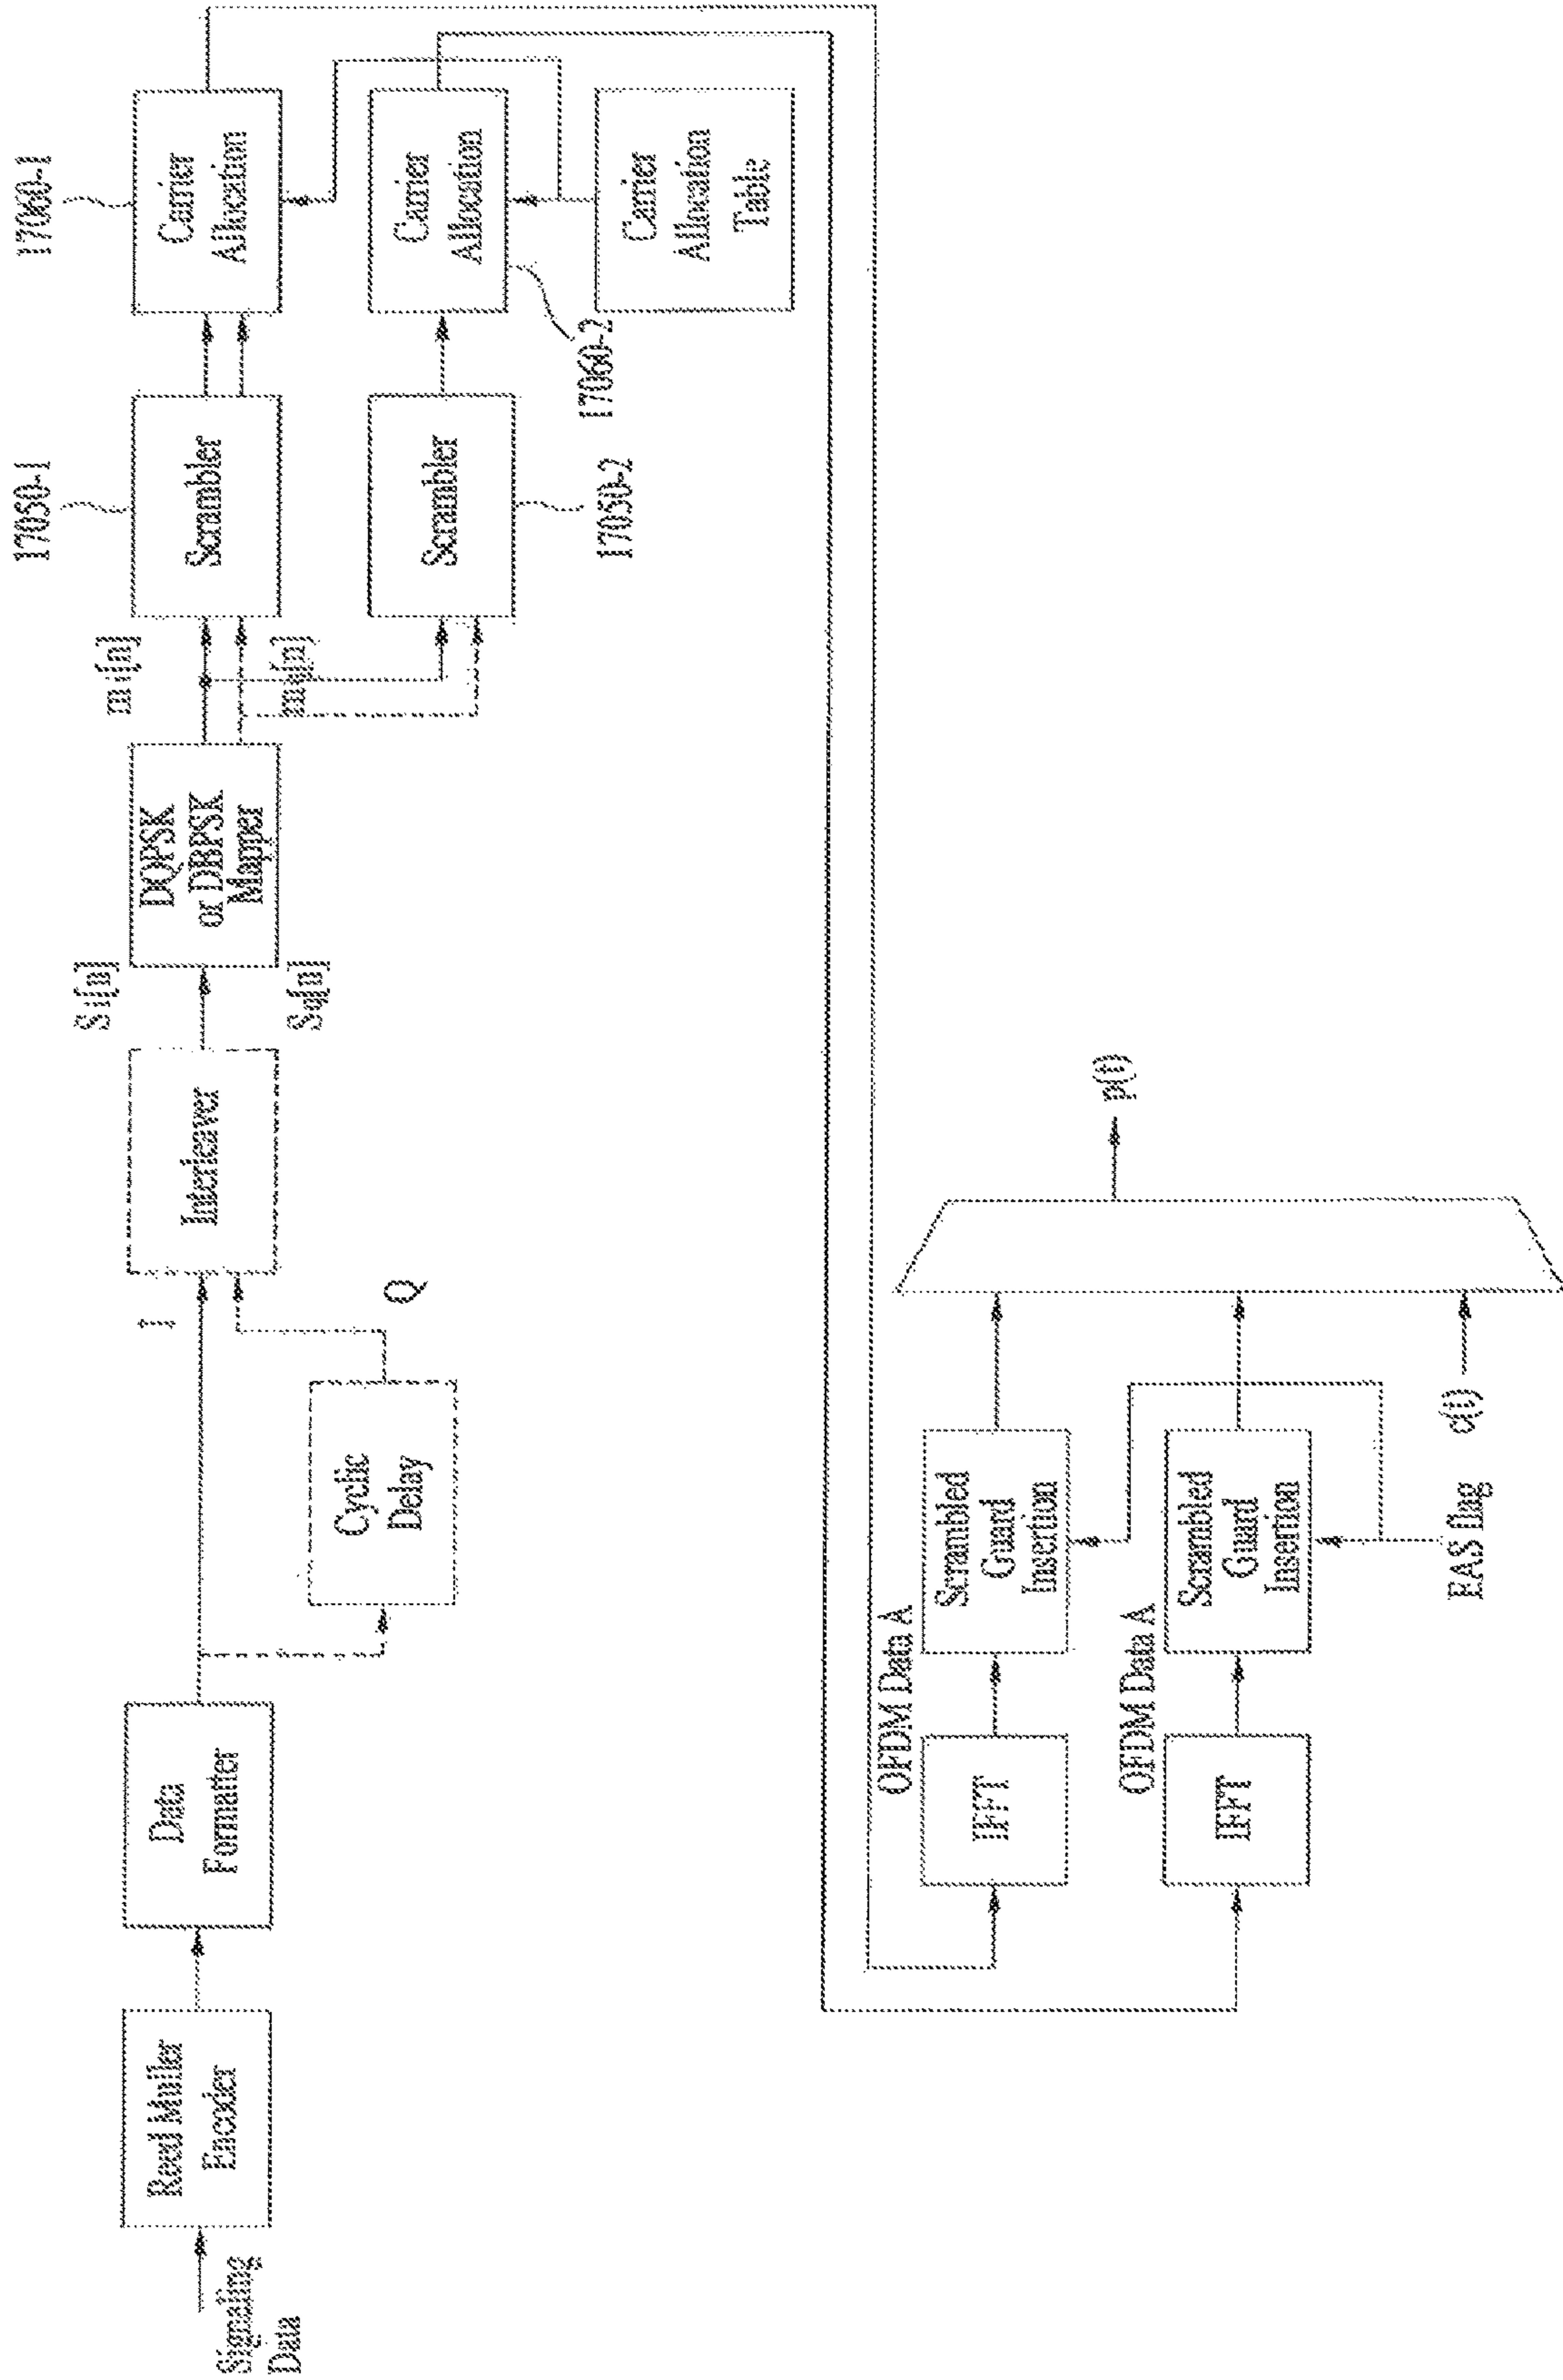 Signaling
Data
Reed Muller
Encoder
Data
Formatter
Cyclic
Delay
I
Q
Interleaver
Si[n]
Sq[n]
DQPSK
or DBPSK
Mapper
mi[n]
mq[n]
17050-1
Scrambler
Scrambler
17050-2
17060-1
Carrier
Allocation
Carrier
Allocation
17060-2
Carrier
Allocation
Table
IFFT
OFDM Data A
Scrambled
Guard
Insertion
IFFT
OFDM Data A
Scrambled
Guard
Insertion
EAS flag
c(t)
p(t)